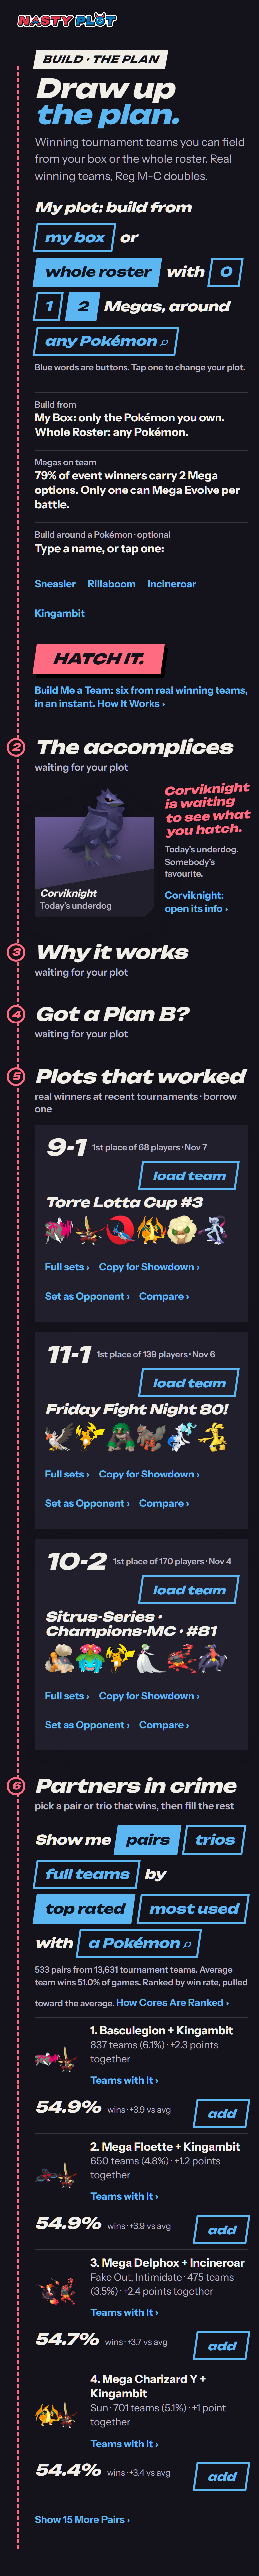 NASTY PLOT
BUILD · THE PLAN
Draw up
the plan.
Winning tournament teams you can field
from your box or the whole roster. Real
winning teams, Reg M-C doubles.
My plot: build from
my box or
whole roster with 0
1 2 Megas, around
any Pokémon
Blue words are buttons. Tap one to change your plot.
Build from
My Box: only the Pokémon you own.
Whole Roster: any Pokémon.
Megas on team
79% of event winners carry 2 Mega
options. Only one can Mega Evolve per
battle.
Build around a Pokémon · optional
Type a name, or tap one:
Sneasler Rillaboom Incineroar
Kingambit
HATCH IT.
Build Me a Team: six from real winning teams,
in an instant. How It Works ›
2 The accomplices
waiting for your plot
Corviknight
is waiting
to see what
you hatch.
Today's underdog.
Somebody's
favourite.
Corviknight:
open its info ›
Corviknight
Today's underdog
3 Why it works
waiting for your plot
4 Got a Plan B?
waiting for your plot
5 Plots that worked
real winners at recent tournaments · borrow
one
9-1 1st place of 68 players · Nov 7
load team
Torre Lotta Cup #3
Full sets › Copy for Showdown ›
Set as Opponent › Compare ›
11-1 1st place of 139 players · Nov 6
load team
Friday Fight Night 80!
Full sets › Copy for Showdown ›
Set as Opponent › Compare ›
10-2 1st place of 170 players · Nov 4
load team
Sitrus-Series ·
Champions-MC · #81
Full sets › Copy for Showdown ›
Set as Opponent › Compare ›
6 Partners in crime
pick a pair or trio that wins, then fill the rest
Show me pairs trios
full teams by
top rated most used
with a Pokémon
533 pairs from 13,631 tournament teams. Average
team wins 51.0% of games. Ranked by win rate, pulled
toward the average. How Cores Are Ranked ›
1. Basculegion + Kingambit
837 teams (6.1%) · +2.3 points
together
Teams with It ›
54.9% wins · +3.9 vs avg add
2. Mega Floette + Kingambit
650 teams (4.8%) · +1.2 points
together
Teams with It ›
54.9% wins · +3.9 vs avg add
3. Mega Delphox + Incineroar
Fake Out, Intimidate · 475 teams
(3.5%) · +2.4 points together
Teams with It ›
54.7% wins · +3.7 vs avg add
4. Mega Charizard Y +
Kingambit
Sun · 701 teams (5.1%) · +1 point
together
Teams with It ›
54.4% wins · +3.4 vs avg add
Show 15 More Pairs ›